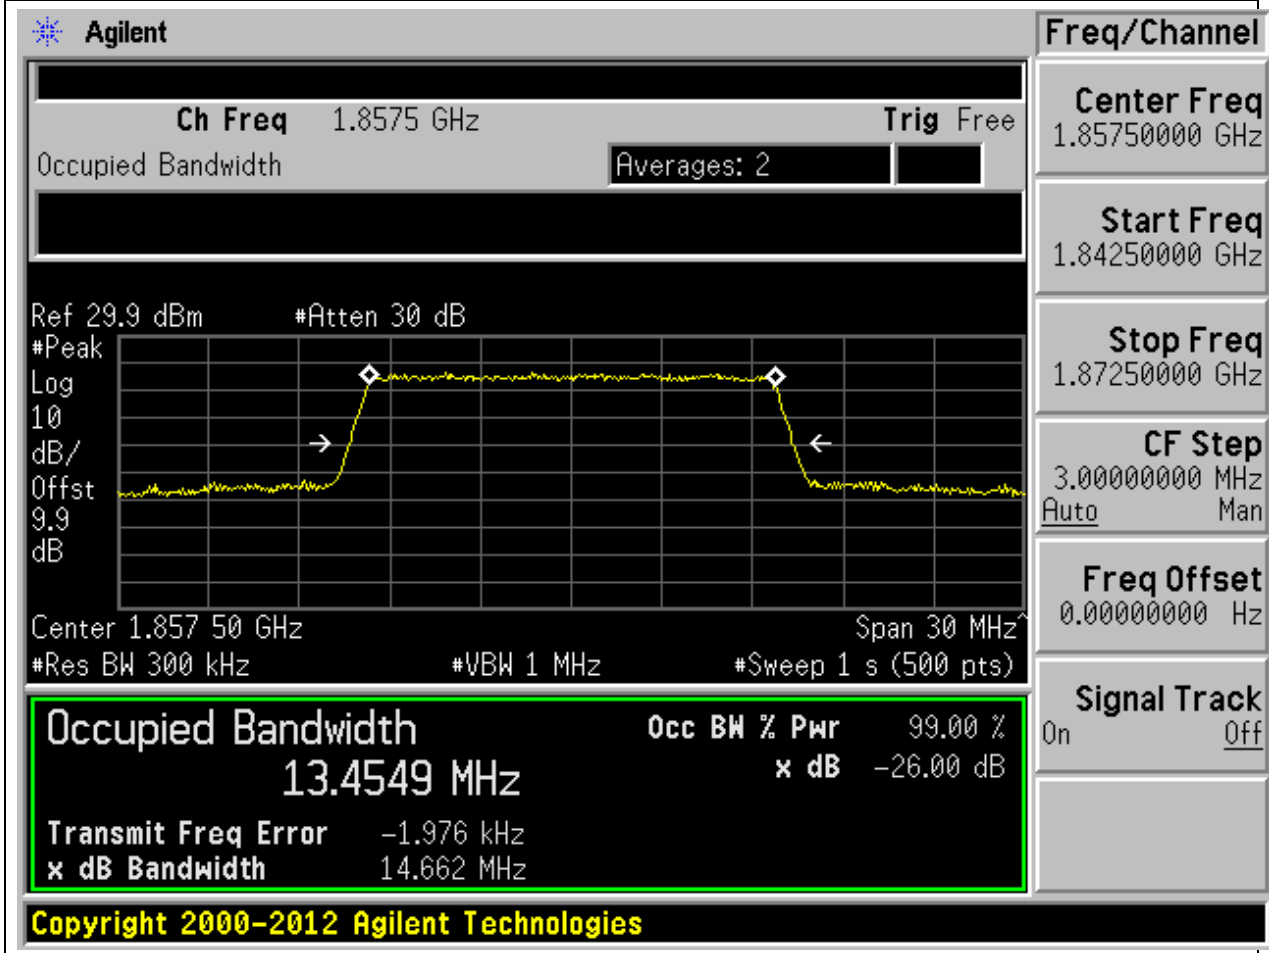 Agilent
Freq/Channel
Ch Freq 1.8575 GHz Trig Free
Occupied Bandwidth Averages: 2
Center Freq
1.85750000 GHz
Start Freq
1.84250000 GHz
Stop Freq
1.87250000 GHz
CF Step
3.00000000 MHz
Auto Man
Freq Offset
0.00000000 Hz
Signal Track
On Off
Ref 29.9 dBm #Atten 30 dB
#Peak
Log
10
dB/
Offst
9.9
dB
Center 1.857 50 GHz Span 30 MHz^
#Res BW 300 kHz #VBW 1 MHz #Sweep 1 s (500 pts)
Occupied Bandwidth Occ BW % Pwr 99.00 %
13.4549 MHz x dB -26.00 dB
Transmit Freq Error -1.976 kHz
x dB Bandwidth 14.662 MHz
Copyright 2000-2012 Agilent Technologies